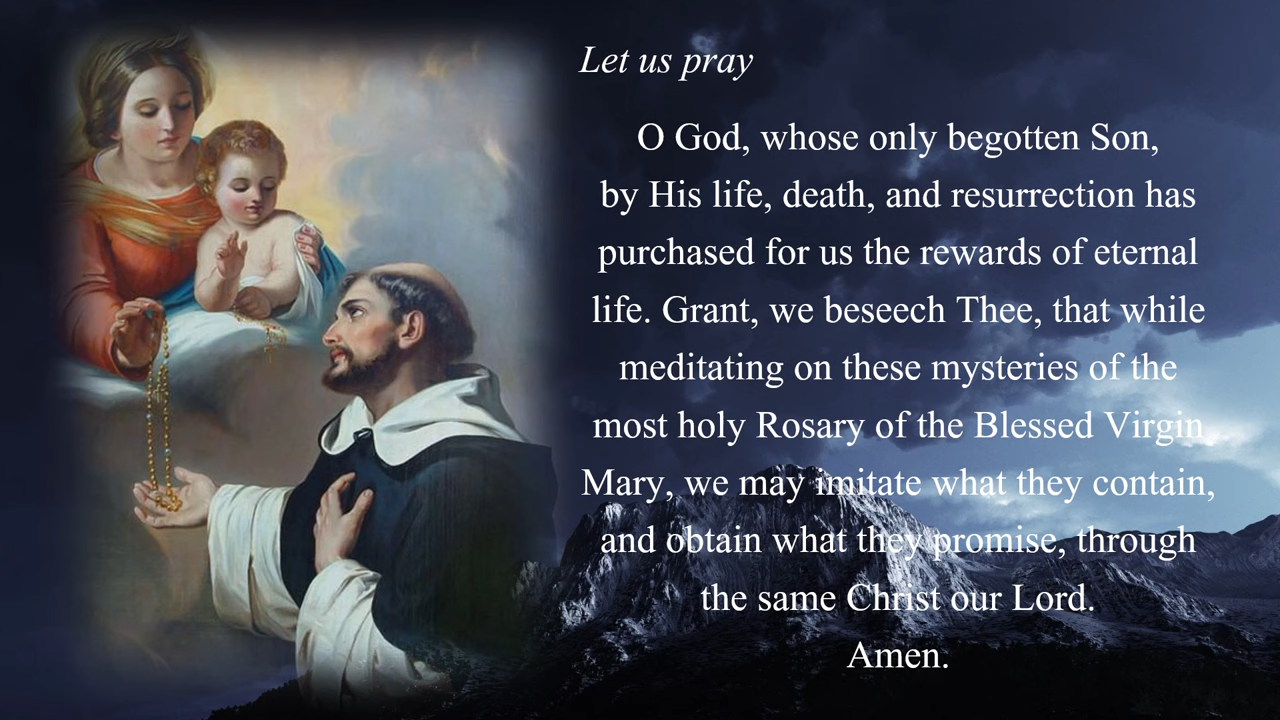 Let us pray
O God, whose only begotten Son,
by His life, death, and resurrection has
purchased for us the rewards of eternal
life. Grant, we beseech Thee, that while
meditating on these mysteries of the
most holy Rosary of the Blessed Virgin
Mary, we may imitate what they contain,
and obtain what they promise, through
the same Christ our Lord.
Amen.